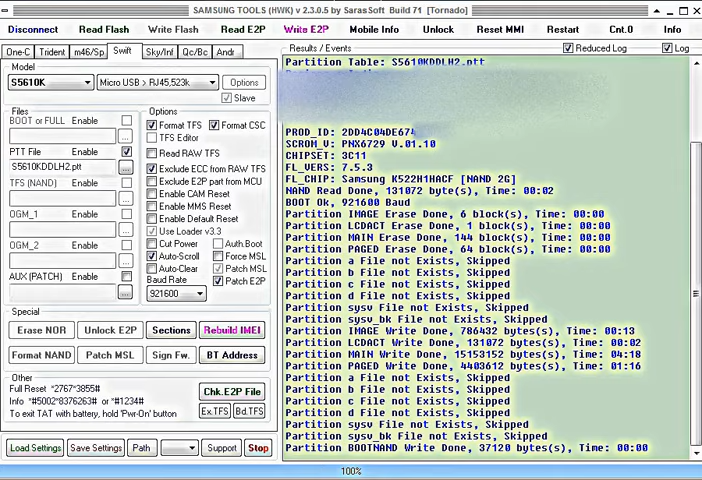 SAMSUNG TOOLS (HWK) v 2.3.0.5 by SarasSoft Build 71 [Tornado]
Disconnect Read Flash Write Flash Read E2P Write E2P Mobile Info Unlock Reset MMI Restart Cnt.0 Info
One-C Trident m46/Sp. Swift Sky/Inf Qc/Bc Andr
Model
S5610K Micro USB > RJ45,523k Options
Slave
Files
BOOT or FULL Enable
...
PTT File Enable
S5610KDDLH2.ptt ...
TFS (NAND) Enable
...
OGM_1 Enable
...
OGM_2 Enable
...
AUX (PATCH) Enable
...
Options
Format TFS Format CSC
TFS Editor
Read RAW TFS
Exclude ECC from RAW TFS
Exclude E2P part from MCU
Enable CAM Reset
Enable MMS Reset
Enable Default Reset
Use Loader v3.3
Cut Power Auth.Boot
Auto-Scroll Force MSL
Auto-Clear Patch MSL
Baud Rate Patch E2P
921600
Special
Erase NOR Unlock E2P Sections Rebuild IMEI
Format NAND Patch MSL Sign Fw. BT Address
Other
Full Reset *2767*3855#
Info *#5002*8376263# or *#1234#
To exit TAT with battery, hold 'Pwr-On' button
Chk.E2P File
Ex.TFS Bd.TFS
Load Settings Save Settings Path Support Stop
Results / Events Reduced Log Log
Partition Table: S5610KDDLH2.ptt
PROD_ID: 2DD4C04DE674
SCROM_V: PNX6729 V.01.10
CHIPSET: 3C11
FL_VERS: 7.5.3
FL_CHIP: Samsung K522H1HACF [NAND 2G]
NAND Read Done, 131072 byte(s), Time: 00:02
BOOT Ok, 921600 Baud
Partition IMAGE Erase Done, 6 block(s), Time: 00:00
Partition LCDACT Erase Done, 1 block(s), Time: 00:00
Partition MAIN Erase Done, 144 block(s), Time: 00:00
Partition PAGED Erase Done, 64 block(s), Time: 00:00
Partition a File not Exists, Skipped
Partition b File not Exists, Skipped
Partition c File not Exists, Skipped
Partition d File not Exists, Skipped
Partition sysv File not Exists, Skipped
Partition sysv_bk File not Exists, Skipped
Partition IMAGE Write Done, 786432 bytes(s), Time: 00:13
Partition LCDACT Write Done, 131072 bytes(s), Time: 00:02
Partition MAIN Write Done, 15153152 bytes(s), Time: 04:18
Partition PAGED Write Done, 4403612 bytes(s), Time: 01:16
Partition a File not Exists, Skipped
Partition b File not Exists, Skipped
Partition c File not Exists, Skipped
Partition d File not Exists, Skipped
Partition sysv File not Exists, Skipped
Partition sysv_bk File not Exists, Skipped
Partition BOOTNAND Write Done, 37120 bytes(s), Time: 00:00
100%